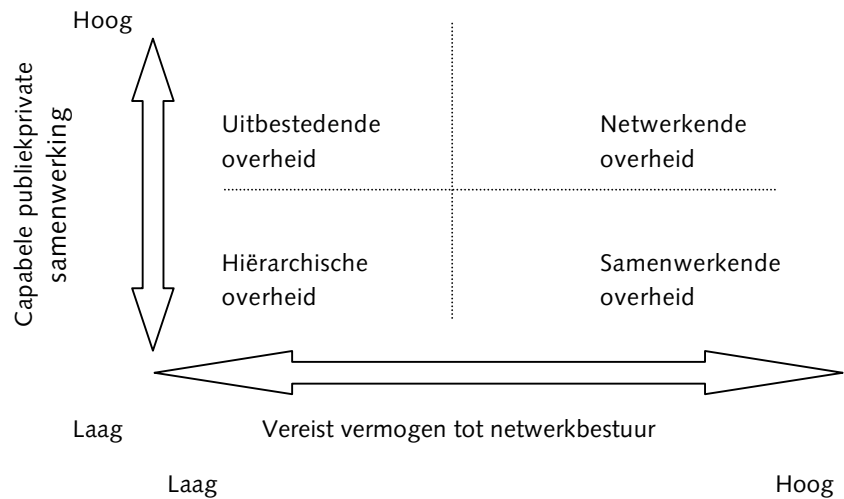 Hoog
Capabele publiekprivate
samenwerking
Uitbestedende
overheid
Netwerkende
overheid
Hiërarchische
overheid
Samenwerkende
overheid
Laag
Vereist vermogen tot netwerkbestuur
Laag
Hoog